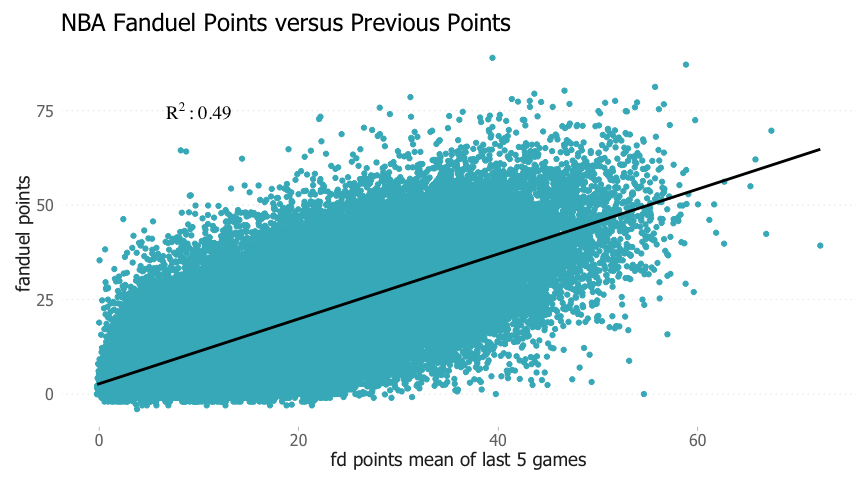 NBA Fanduel Points versus Previous Points
R²:0.49
fanduel points
75
50
25
0
0 20 40 60
fd points mean of last 5 games